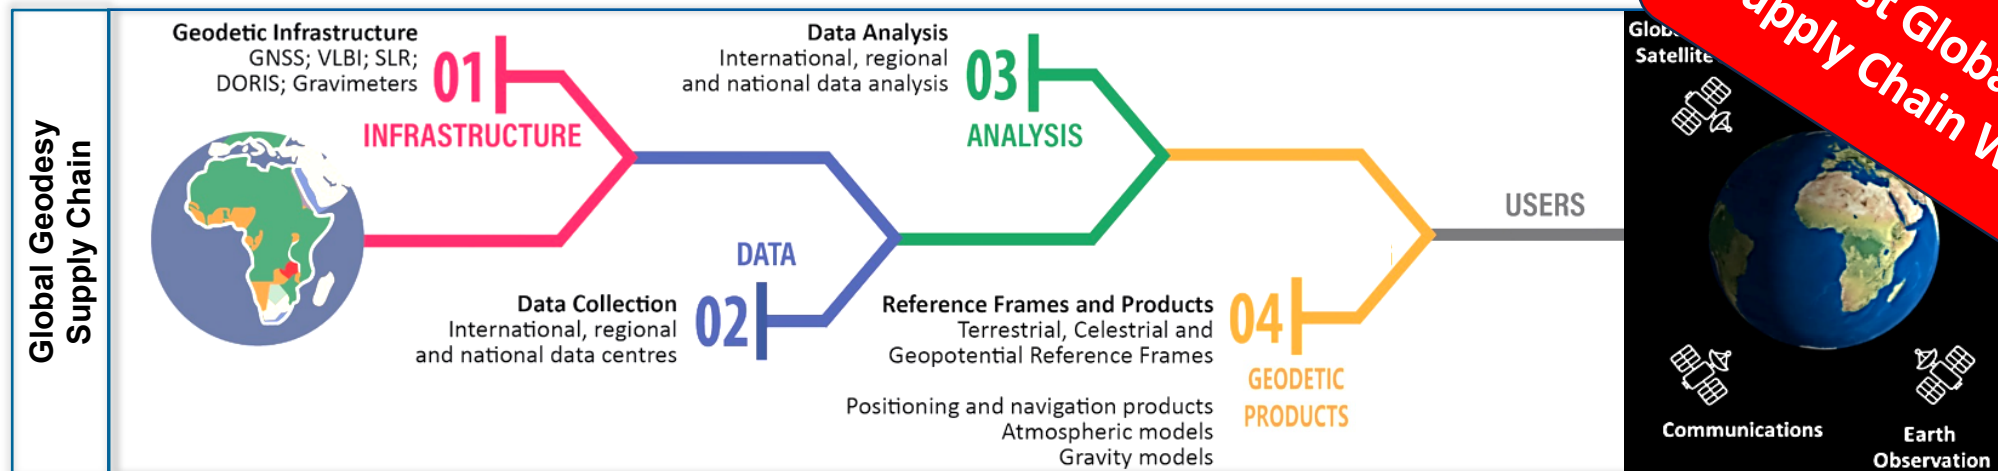 Global Geodesy
Supply Chain
Geodetic Infrastructure
GNSS; VLBI; SLR;
DORIS; Gravimeters
01
INFRASTRUCTURE
Data Collection
International, regional
and national data centres
02
DATA
Data Analysis
International, regional
and national data analysis
03
ANALYSIS
Reference Frames and Products
Terrestrial, Celestrial and
Geopotential Reference Frames
Positioning and navigation products
Atmospheric models
Gravity models
04
GEODETIC
PRODUCTS
USERS
Satellite
Chain
Communications
Earth
Observation